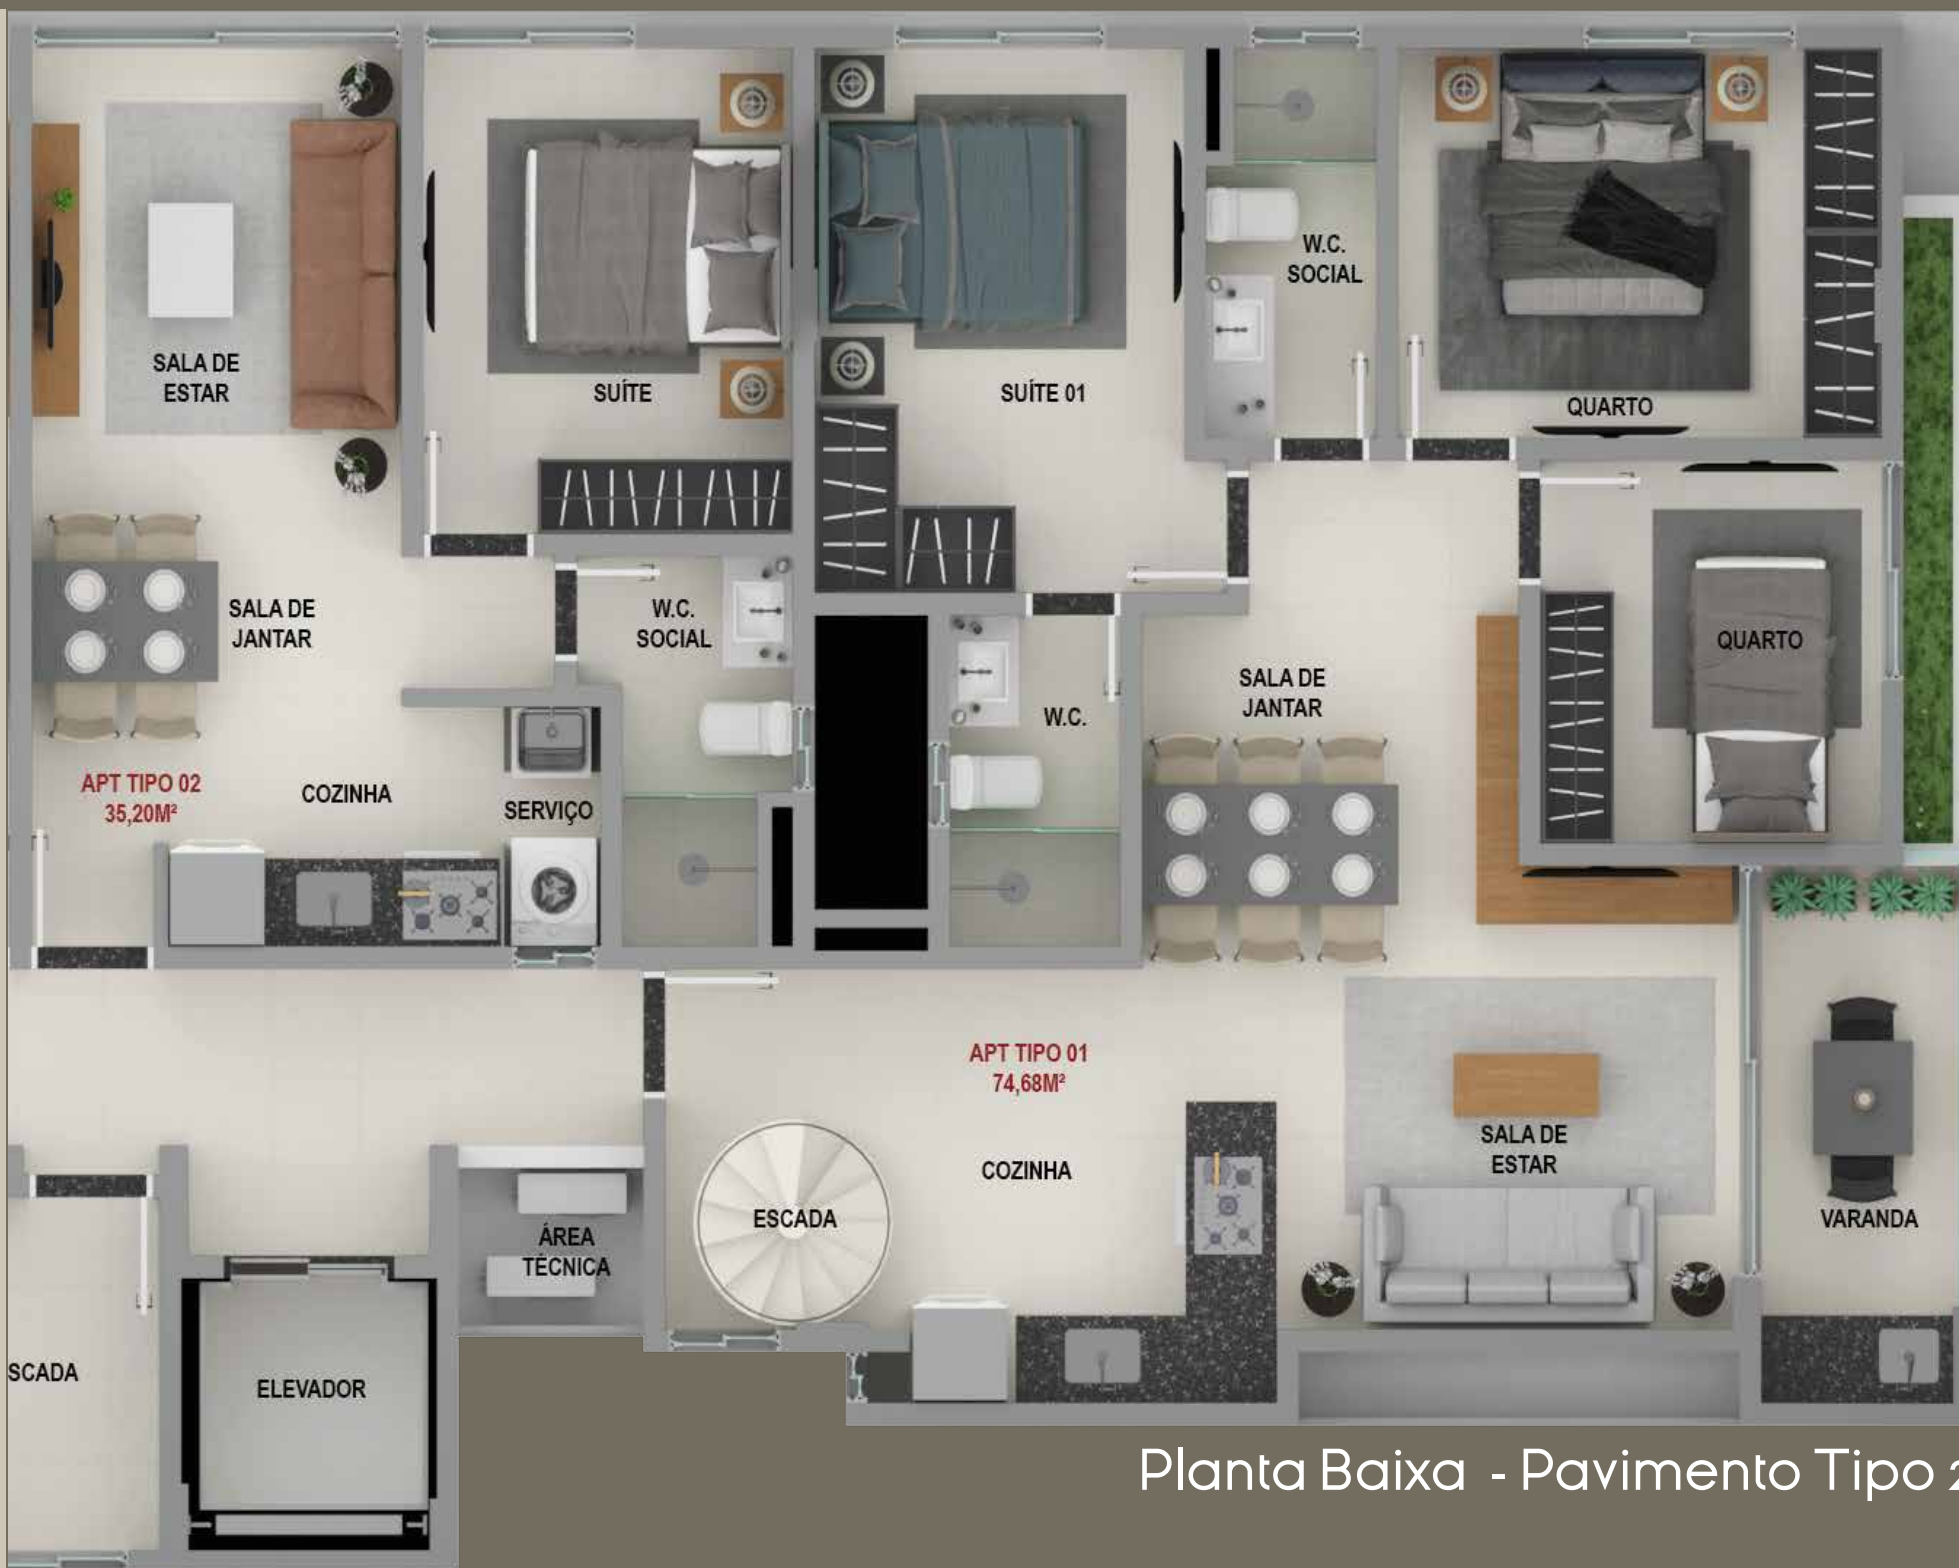 SALA DE
ESTAR
SUÍTE
SUÍTE 01
W.C.
SOCIAL
QUARTO
SALA DE
JANTAR
W.C.
SOCIAL
W.C.
SALA DE
JANTAR
QUARTO
APT TIPO 02
35,20M²
COZINHA
SERVIÇO
APT TIPO 01
74,68M²
ESCADA
COZINHA
SALA DE
ESTAR
VARANDA
ÁREA
TÉCNICA
SCADA
ELEVADOR
Planta Baixa - Pavimento Tipo 2